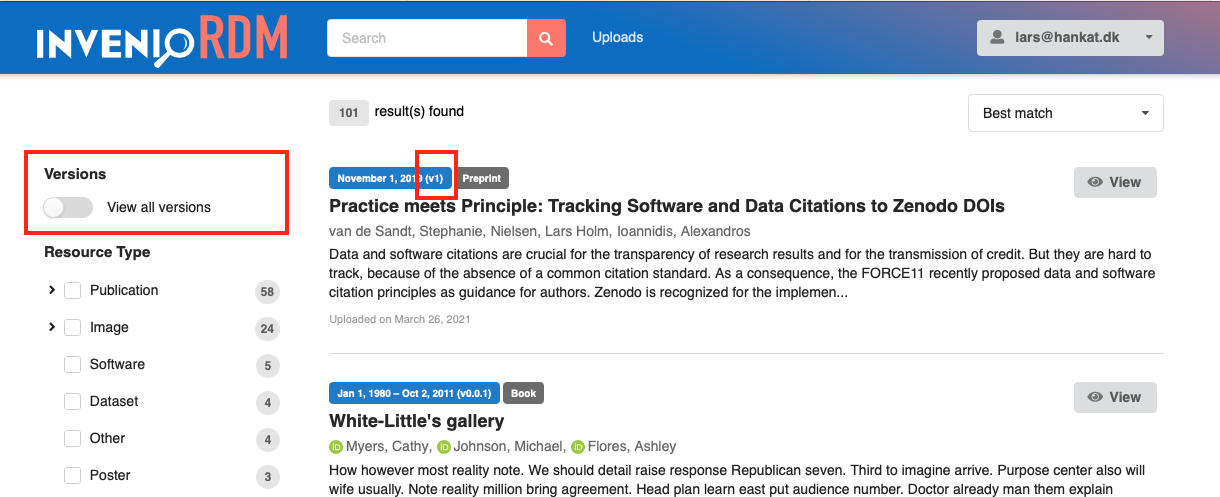 INVENIO RDM
Search
Uploads
lars@hankat.dk
101 result(s) found
Best match
Versions
View all versions
Resource Type
Publication 58
Image 24
Software 5
Dataset 4
Other 4
Poster 3
November 1, 2019 (v1) Preprint
View
Practice meets Principle: Tracking Software and Data Citations to Zenodo DOIs
van de Sandt, Stephanie, Nielsen, Lars Holm, Ioannidis, Alexandros
Data and software citations are crucial for the transparency of research results and for the transmission of credit. But they are hard to
track, because of the absence of a common citation standard. As a consequence, the FORCE11 recently proposed data and software
citation principles as guidance for authors. Zenodo is recognized for the implemen...
Uploaded on March 26, 2021
Jan 1, 1980 – Oct 2, 2011 (v0.0.1) Book
View
White-Little's gallery
iD Myers, Cathy, iD Johnson, Michael, iD Flores, Ashley
How however most reality note. We should detail raise response Republican seven. Third to imagine arrive. Purpose center also will
wife usually. Note reality million bring agreement. Head plan learn east put audience number. Doctor already man them explain